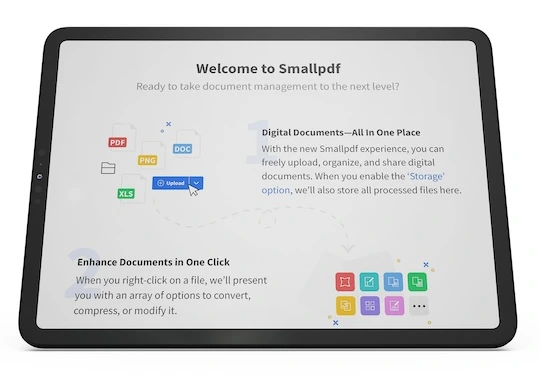 Welcome to Smallpdf
Ready to take document management to the next level?
PDF
DOC
PNG
XLS
Upload
1
Digital Documents—All In One Place
With the new Smallpdf experience, you can
freely upload, organize, and share digital
documents. When you enable the 'Storage'
option, we'll also store all processed files here.
2
Enhance Documents in One Click
When you right-click on a file, we'll present
you with an array of options to convert,
compress, or modify it.